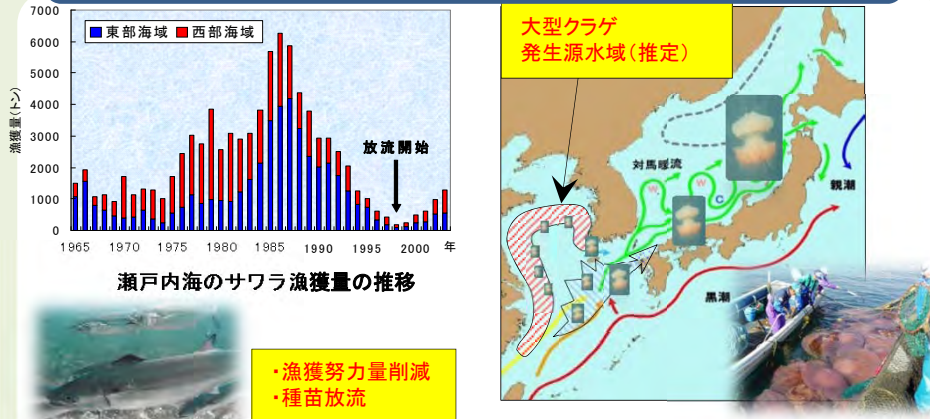 7000
6000
5000
4000
3000
2000
1000
0
漁獲量(トン)
東部海域 西部海域
放流開始
1965 1970 1975 1980 1985 1990 1995 2000 年
瀬戸内海のサワラ漁獲量の推移
・漁獲努力量削減
・種苗放流
大型クラゲ
発生源水域(推定)
対馬暖流
W
W
C
親潮
黒潮